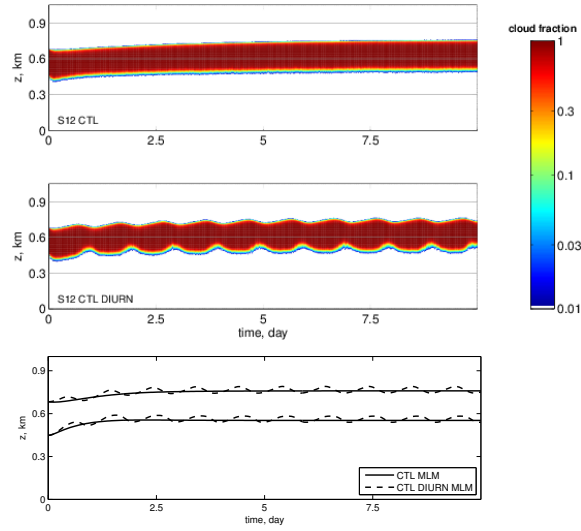 cloud fraction
0.9
0.6
0.3
0
z, km
S12 CTL
0 2.5 5 7.5
1
0.3
0.1
0.03
0.01
0.9
0.6
0.3
0
z, km
S12 CTL DIURN
0 2.5 5 7.5
time, day
0.9
0.6
0.3
0
z, km
CTL MLM
CTL DIURN MLM
0 2.5 5 7.5
time, day